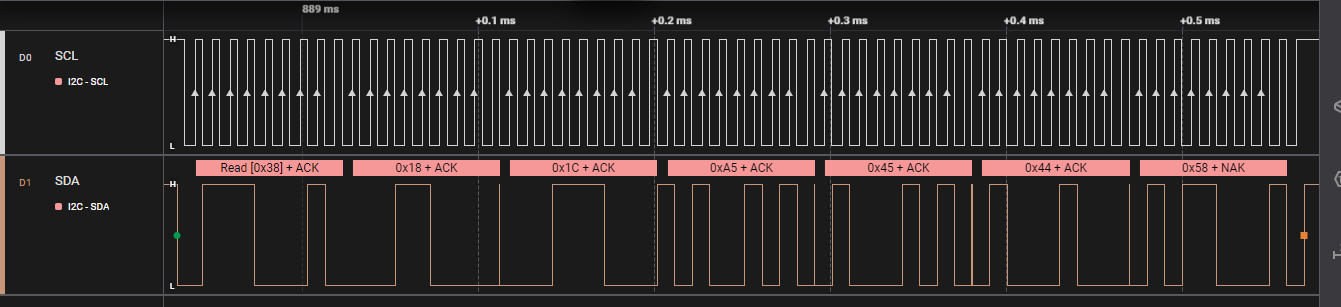 889 ms
+0.1 ms +0.2 ms +0.3 ms +0.4 ms +0.5 ms
D0 SCL H
I2C - SCL
L
Read [0x38] + ACK 0x18 + ACK 0x1C + ACK 0xA5 + ACK 0x45 + ACK 0x44 + ACK 0x58 + NAK
D1 SDA H
I2C - SDA
L